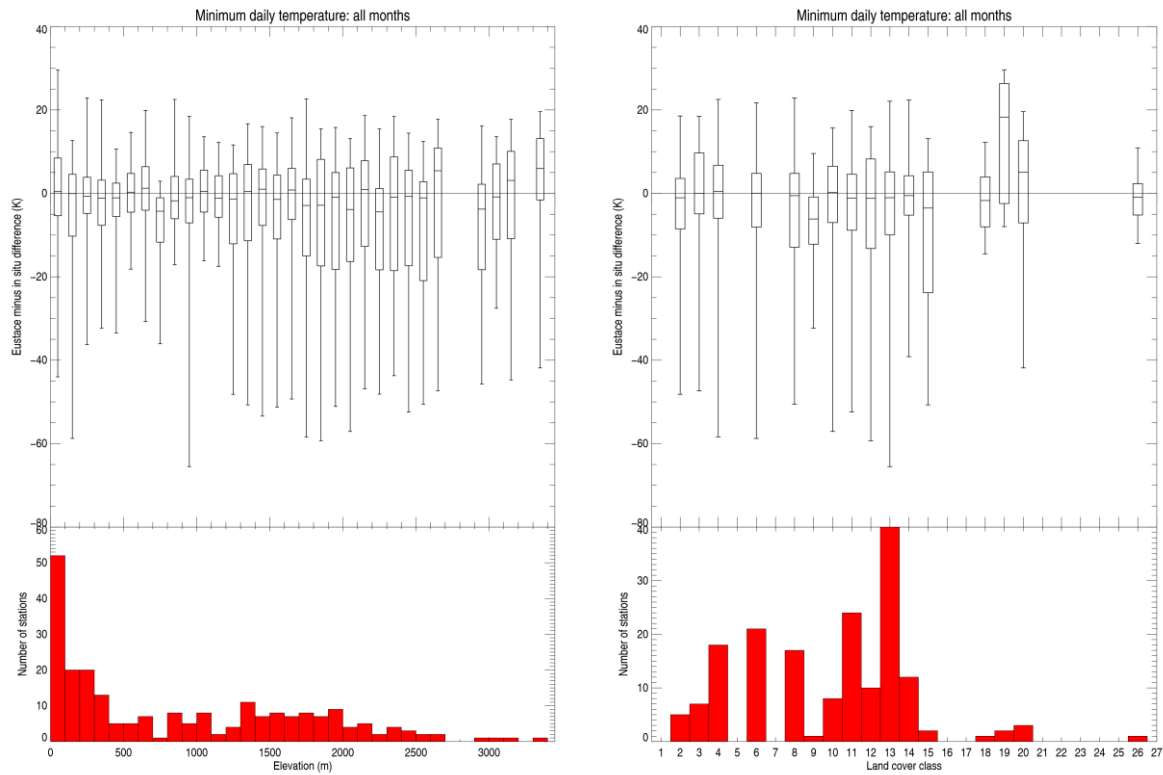 Minimum daily temperature: all months
Eustace minus in situ difference (K)
40
20
0
−20
−40
−60
−80
Number of stations
60
50
40
30
20
10
0
0 500 1000 1500 2000 2500 3000
Elevation (m)
Minimum daily temperature: all months
Eustace minus in situ difference (K)
40
20
0
−20
−40
−60
−80
Number of stations
40
30
20
10
0
1 2 3 4 5 6 7 8 9 10 11 12 13 14 15 16 17 18 19 20 21 22 23 24 25 26 27
Land cover class